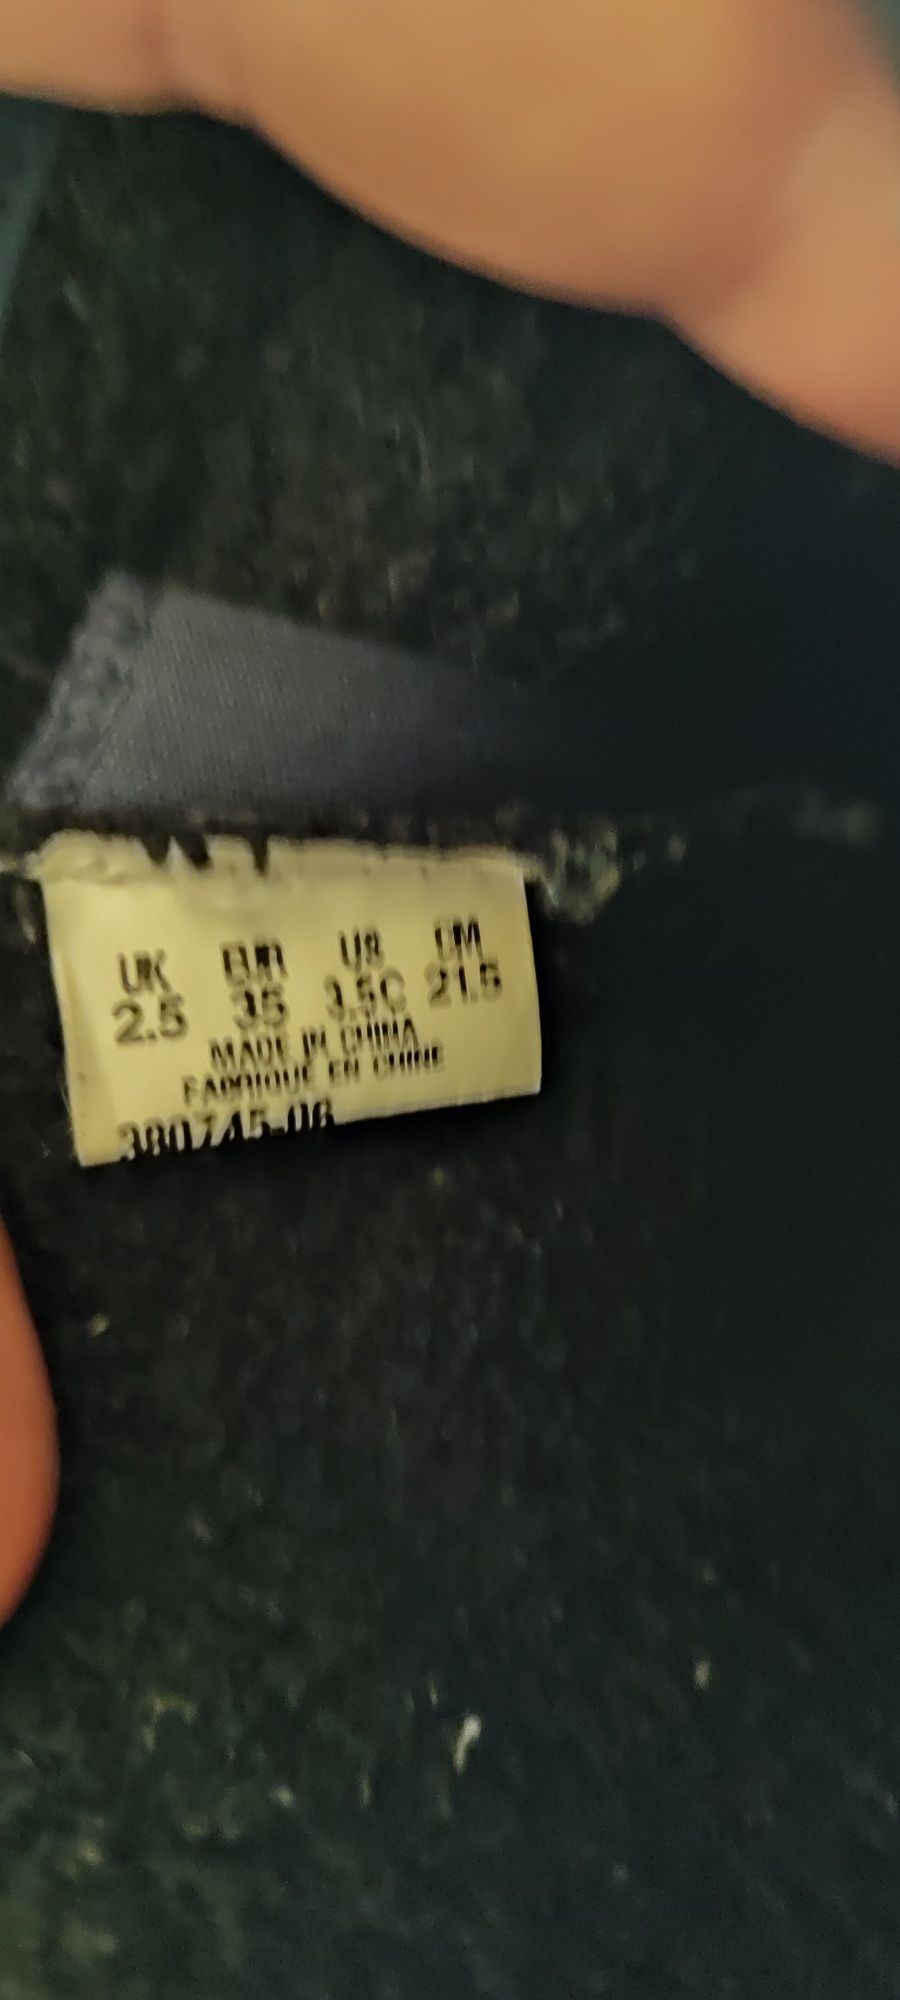 UK EUR US CM
2.5 35 3.5C 21.5
MADE IN CHINA
FABRIQUE EN CHINE
380745-06